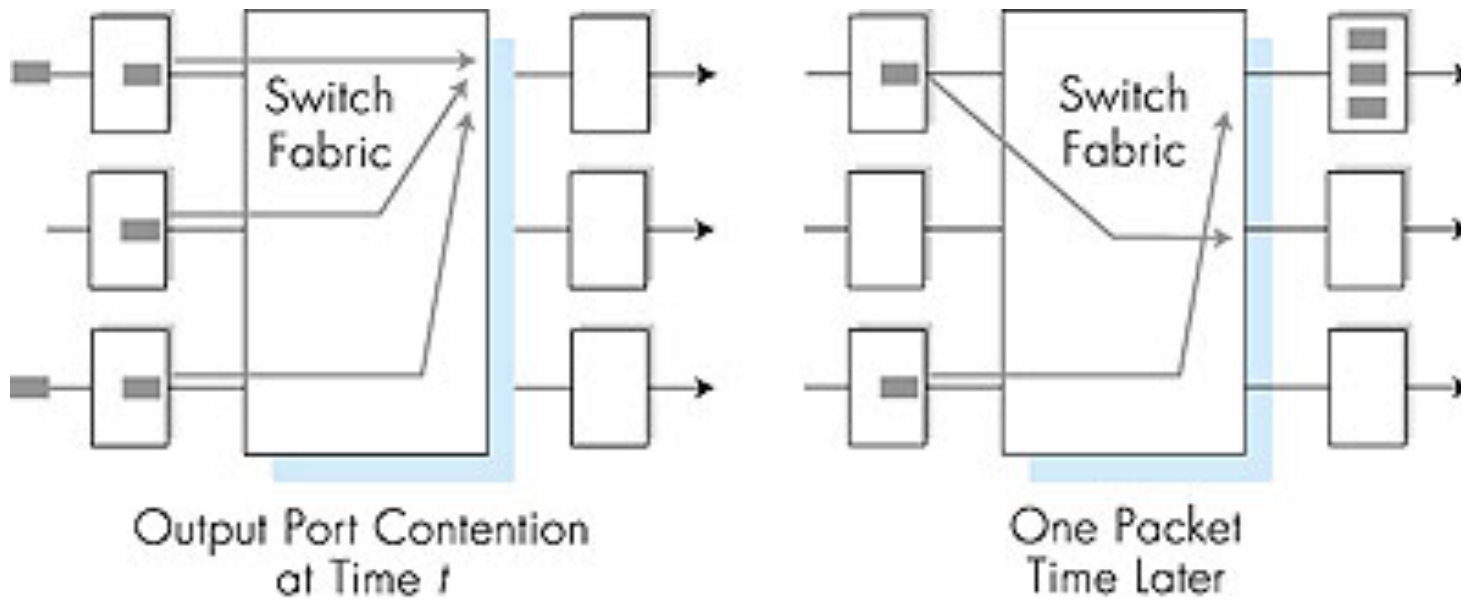 Switch
Fabric
Output Port Contention
at Time t
Switch
Fabric
One Packet
Time Later